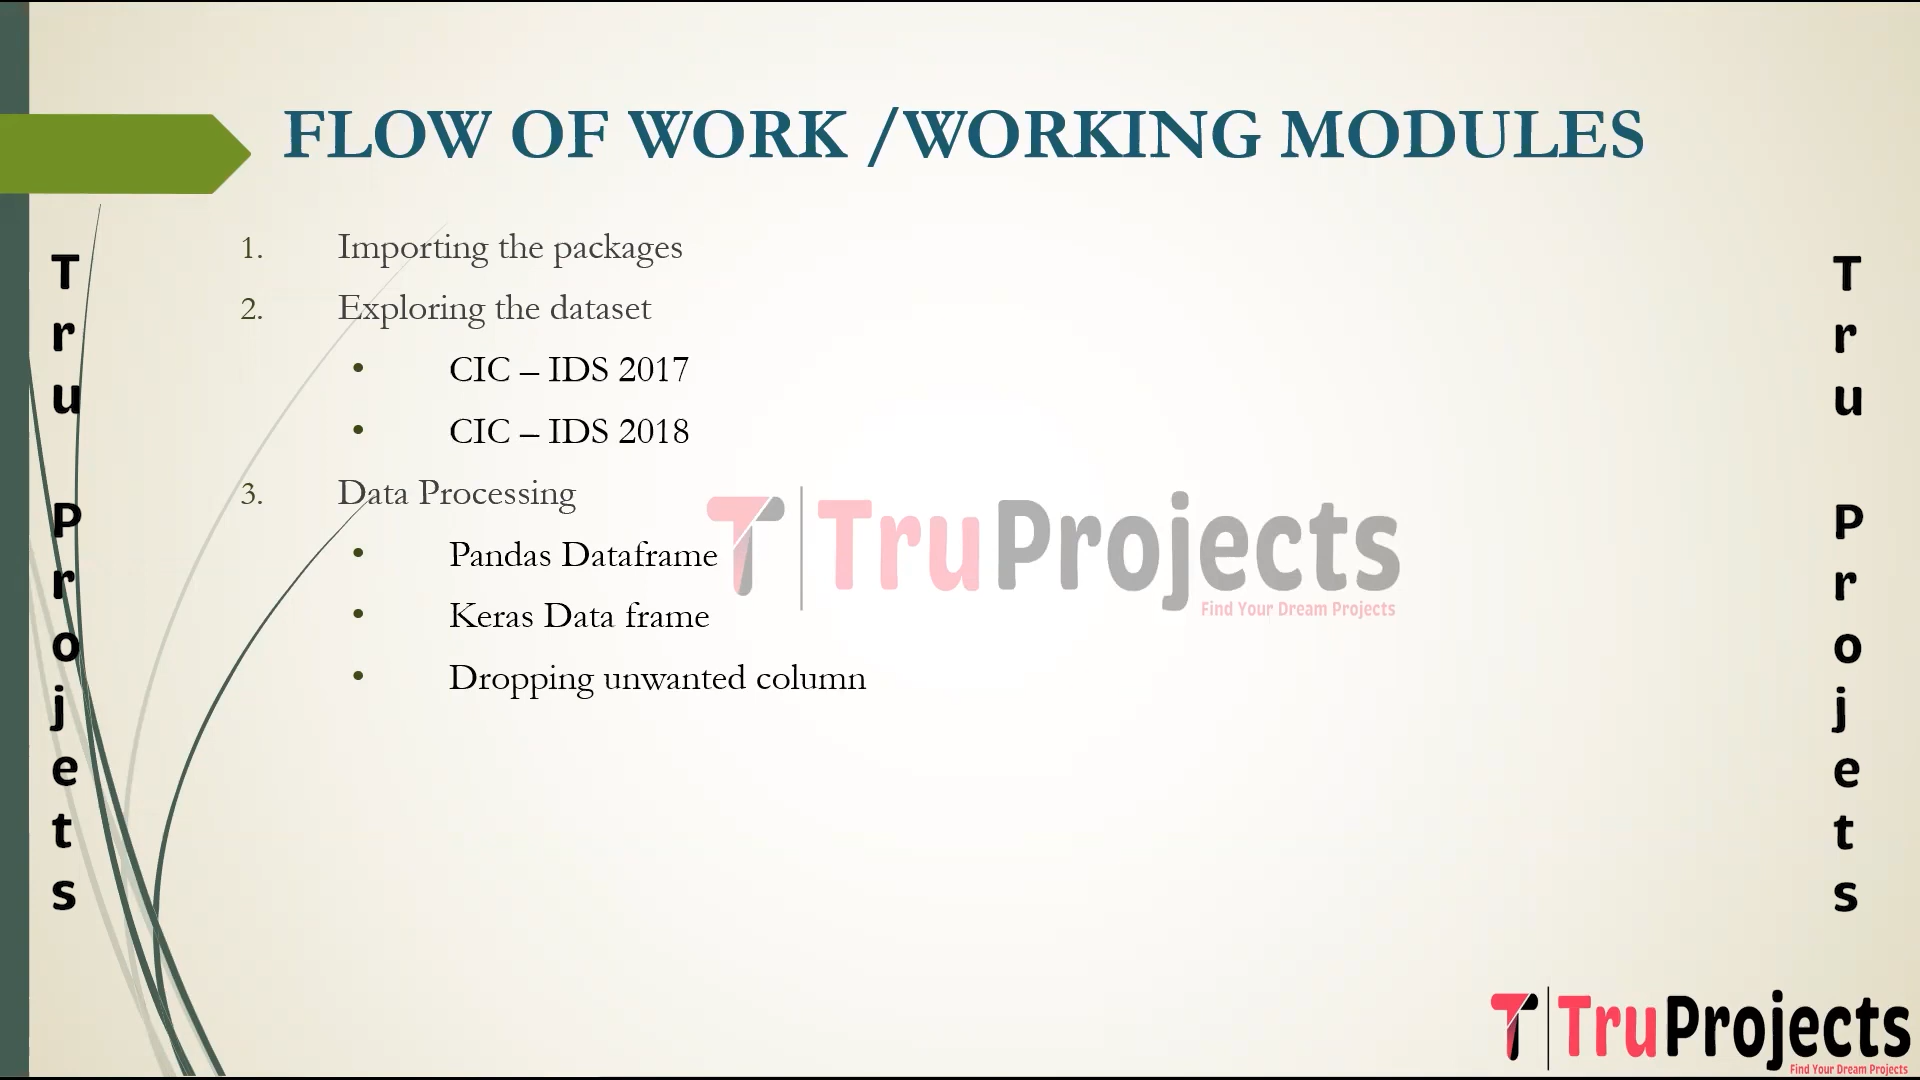 FLOW OF WORK /WORKING MODULES
1. Importing the packages
2. Exploring the dataset
• CIC – IDS 2017
• CIC – IDS 2018
3. Data Processing
• Pandas Dataframe
• Keras Data frame
• Dropping unwanted column
TruProjects
Find Your Dream Projects
Tru Projets
Tru Projets
TruProjects
Find Your Dream Projects